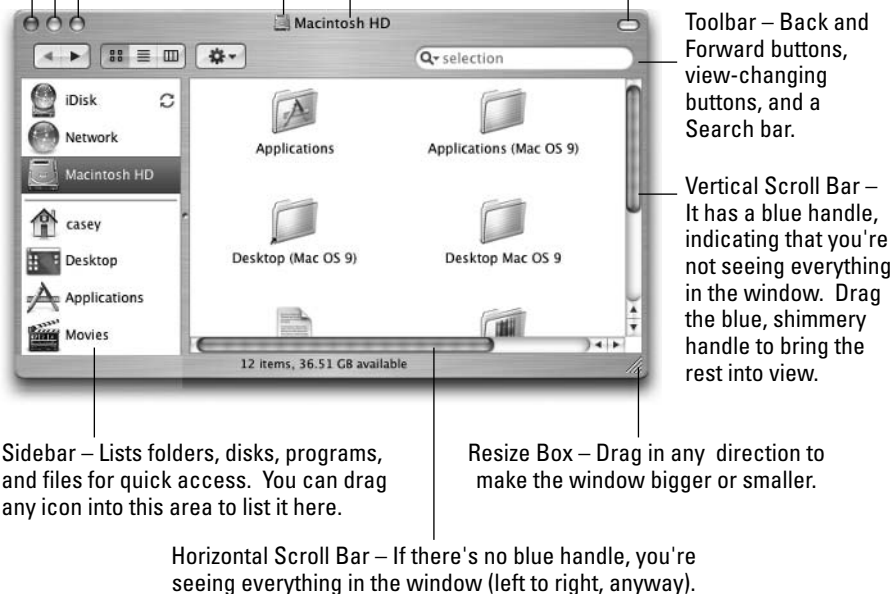 Macintosh HD
selection
iDisk
Network
Macintosh HD
casey
Desktop
Applications
Movies
Applications
Applications (Mac OS 9)
Desktop (Mac OS 9)
Desktop Mac OS 9
12 items, 36.51 GB available
Toolbar – Back and
Forward buttons,
view-changing
buttons, and a
Search bar.
Vertical Scroll Bar –
It has a blue handle,
indicating that you're
not seeing everything
in the window. Drag
the blue, shimmery
handle to bring the
rest into view.
Sidebar – Lists folders, disks, programs,
and files for quick access. You can drag
any icon into this area to list it here.
Resize Box – Drag in any direction to
make the window bigger or smaller.
Horizontal Scroll Bar – If there's no blue handle, you're
seeing everything in the window (left to right, anyway).